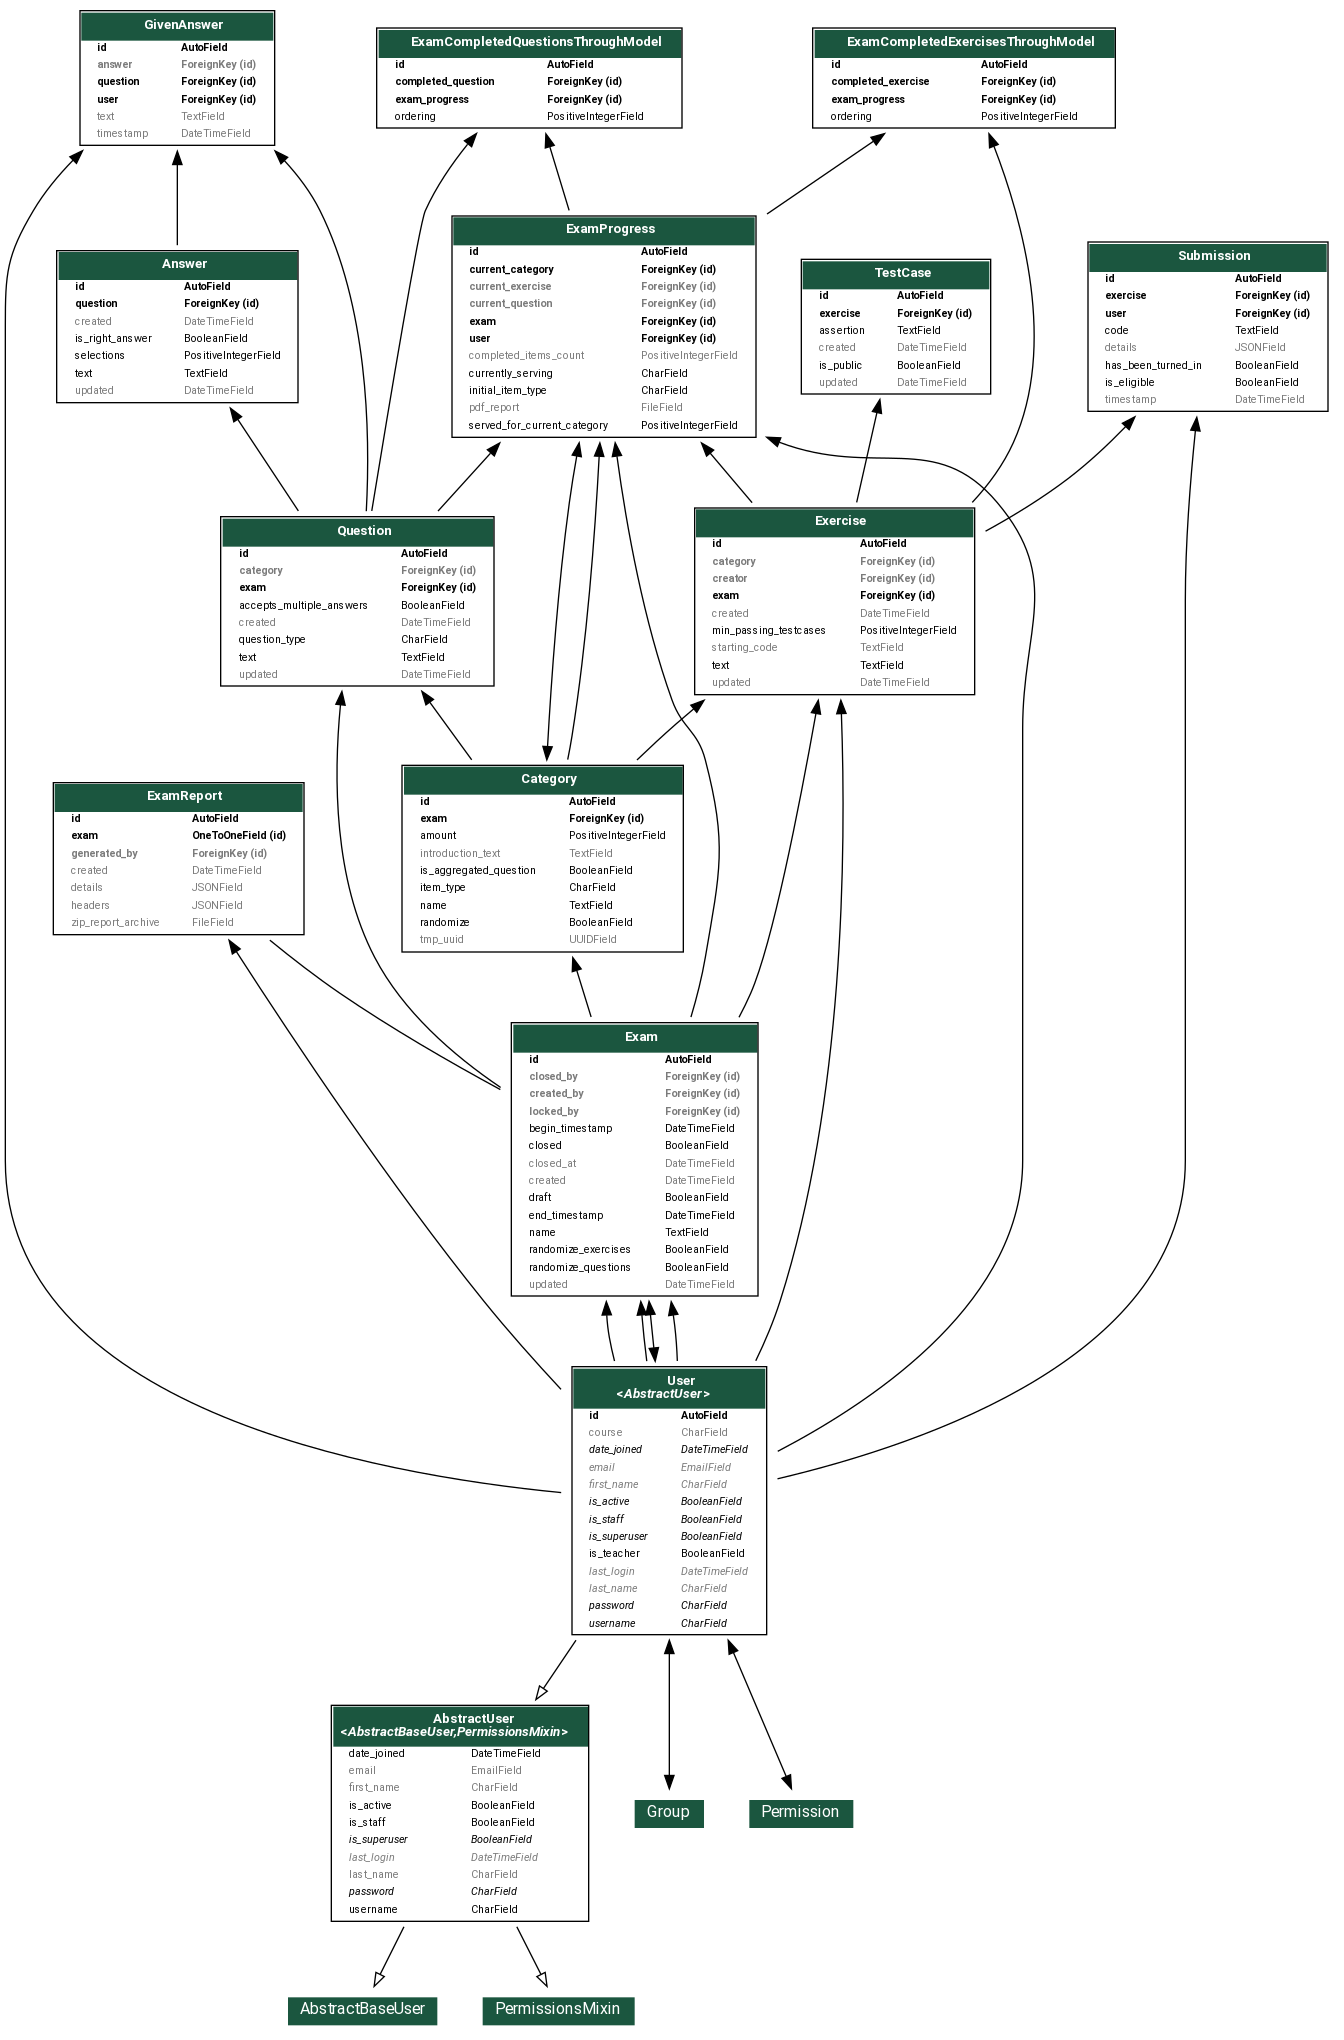 GivenAnswer
id AutoField
answer ForeignKey (id)
question ForeignKey (id)
user ForeignKey (id)
text TextField
timestamp DateTimeField
ExamCompletedQuestionsThroughModel
id AutoField
completed_question ForeignKey (id)
exam_progress ForeignKey (id)
ordering PositiveIntegerField
ExamCompletedExercisesThroughModel
id AutoField
completed_exercise ForeignKey (id)
exam_progress ForeignKey (id)
ordering PositiveIntegerField
Answer
id AutoField
question ForeignKey (id)
created DateTimeField
is_right_answer BooleanField
selections PositiveIntegerField
text TextField
updated DateTimeField
ExamProgress
id AutoField
current_category ForeignKey (id)
current_exercise ForeignKey (id)
current_question ForeignKey (id)
exam ForeignKey (id)
user ForeignKey (id)
completed_items_count PositiveIntegerField
currently_serving CharField
initial_item_type CharField
pdf_report FileField
served_for_current_category PositiveIntegerField
TestCase
id AutoField
exercise ForeignKey (id)
assertion TextField
created DateTimeField
is_public BooleanField
updated DateTimeField
Submission
id AutoField
exercise ForeignKey (id)
user ForeignKey (id)
code TextField
details JSONField
has_been_turned_in BooleanField
is_eligible BooleanField
timestamp DateTimeField
Question
id AutoField
category ForeignKey (id)
exam ForeignKey (id)
accepts_multiple_answers BooleanField
created DateTimeField
question_type CharField
text TextField
updated DateTimeField
Exercise
id AutoField
category ForeignKey (id)
creator ForeignKey (id)
exam ForeignKey (id)
created DateTimeField
min_passing_testcases PositiveIntegerField
starting_code TextField
text TextField
updated DateTimeField
ExamReport
id AutoField
exam OneToOneField (id)
generated_by ForeignKey (id)
created DateTimeField
details JSONField
headers JSONField
zip_report_archive FileField
Category
id AutoField
exam ForeignKey (id)
amount PositiveIntegerField
introduction_text TextField
is_aggregated_question BooleanField
item_type CharField
name TextField
randomize BooleanField
tmp_uuid UUIDField
Exam
id AutoField
closed_by ForeignKey (id)
created_by ForeignKey (id)
locked_by ForeignKey (id)
begin_timestamp DateTimeField
closed BooleanField
closed_at DateTimeField
created DateTimeField
draft BooleanField
end_timestamp DateTimeField
name TextField
randomize_exercises BooleanField
randomize_questions BooleanField
updated DateTimeField
User
<AbstractUser>
id AutoField
course CharField
date_joined DateTimeField
email EmailField
first_name CharField
is_active BooleanField
is_staff BooleanField
is_superuser BooleanField
is_teacher BooleanField
last_login DateTimeField
last_name CharField
password CharField
username CharField
AbstractUser
<AbstractBaseUser,PermissionsMixin>
date_joined DateTimeField
email EmailField
first_name CharField
is_active BooleanField
is_staff BooleanField
is_superuser BooleanField
last_login DateTimeField
last_name CharField
password CharField
username CharField
Group
Permission
AbstractBaseUser
PermissionsMixin